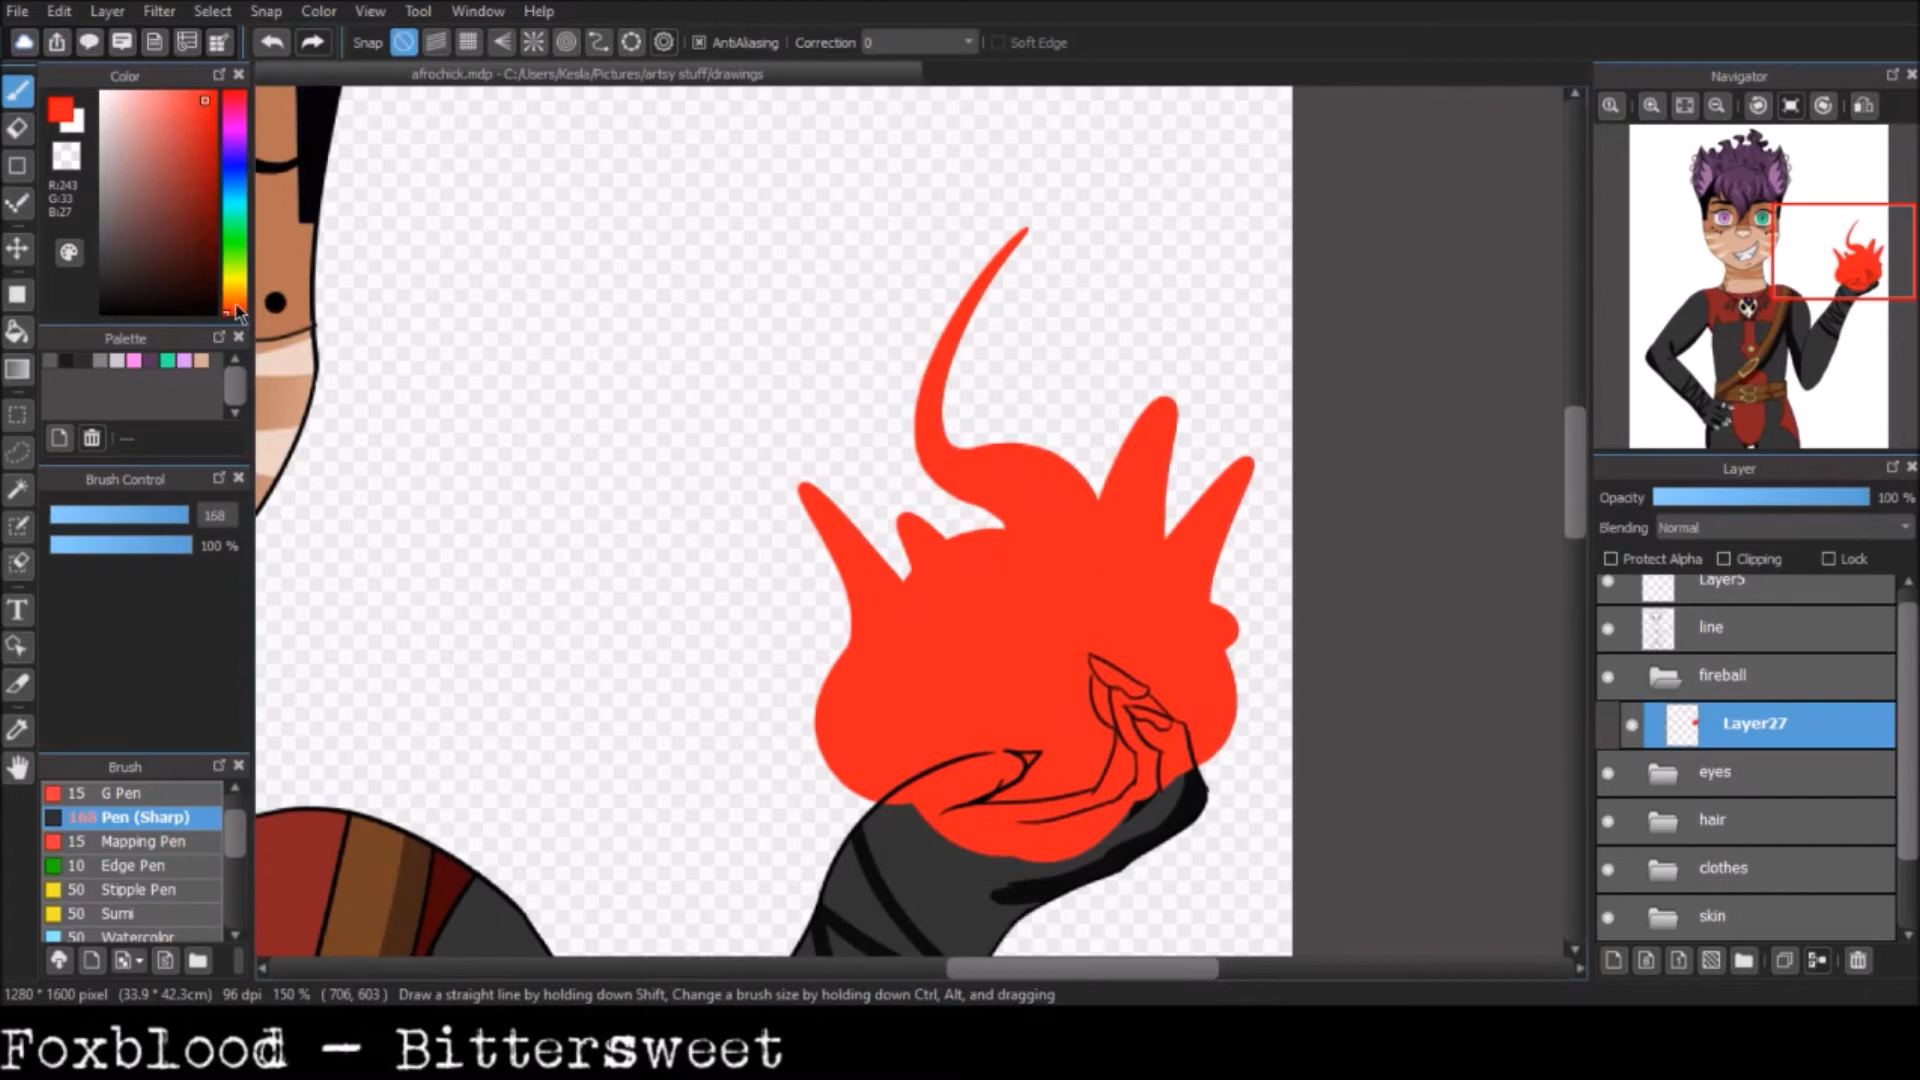 File Edit Layer Filter Select Snap Color View Tool Window Help
Snap AntiAliasing Correction 0 Soft Edge
Color
afrochick.mdp - C:/Users/Kesla/Pictures/artsy stuff/drawings
Navigator
R:243
G:33
B:27
Palette
---
Brush Control
168
100 %
Brush
15 G Pen
168 Pen (Sharp)
15 Mapping Pen
10 Edge Pen
50 Stipple Pen
50 Sumi
50 Watercolor
Layer
Opacity 100 %
Blending Normal
Protect Alpha Clipping Lock
Layer5
line
fireball
Layer27
eyes
hair
clothes
skin
1280 * 1600 pixel (33.9 * 42.3cm) 96 dpi 150 % ( 706, 603 ) Draw a straight line by holding down Shift, Change a brush size by holding down Ctrl, Alt, and dragging
Foxblood - Bittersweet